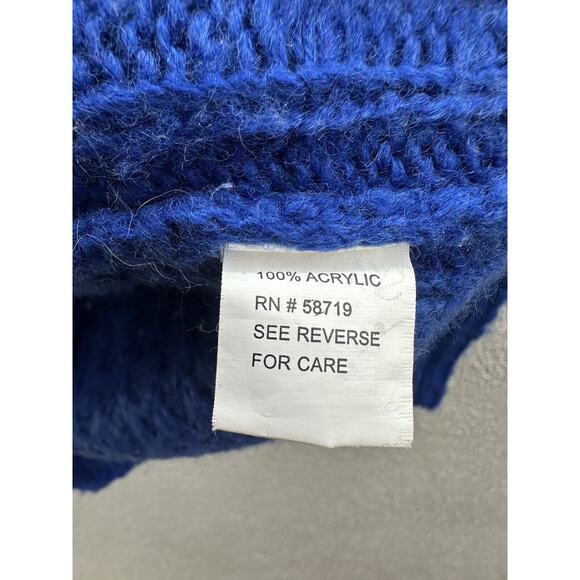 100% ACRYLIC
RN # 58719
SEE REVERSE
FOR CARE